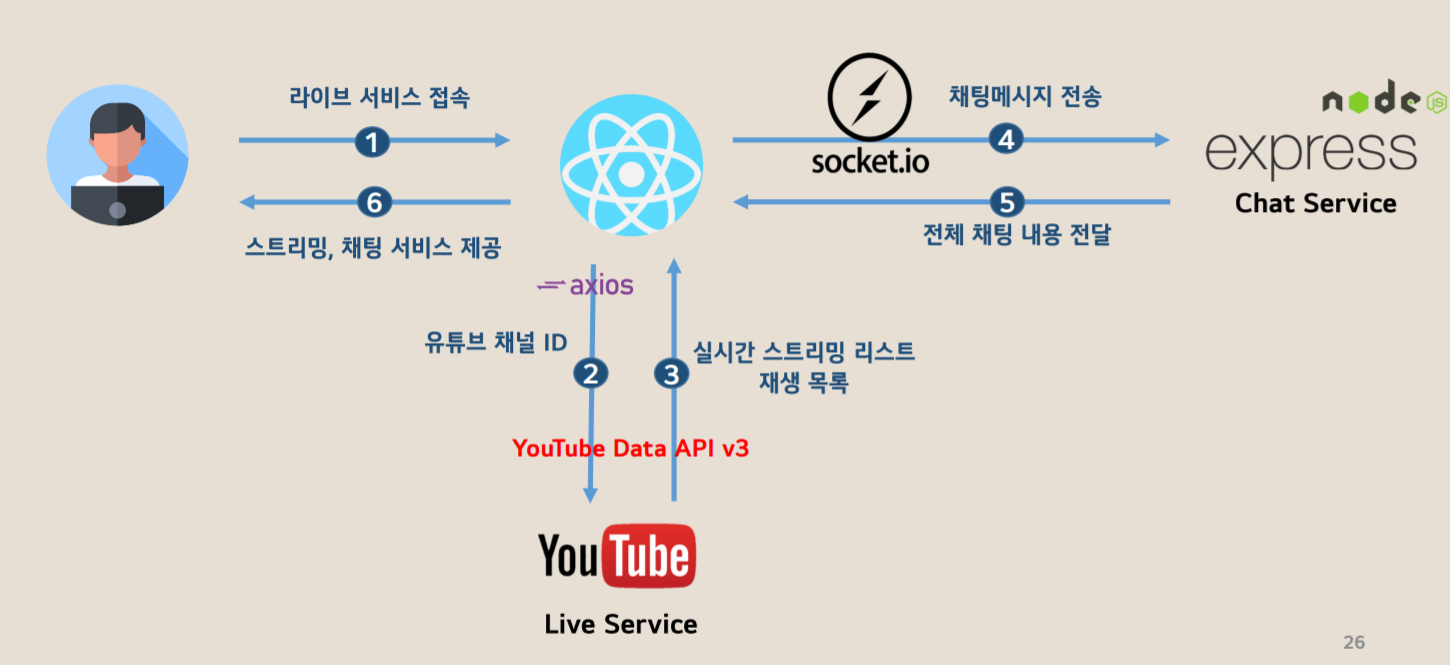 라이브 서비스 접속
1
6
스트리밍, 채팅 서비스 제공
socket.io
채팅메시지 전송
4
5
전체 채팅 내용 전달
node
JS
express
Chat Service
axios
유튜브 채널 ID
2
3
실시간 스트리밍 리스트
재생 목록
YouTube Data API v3
YouTube
Live Service
26